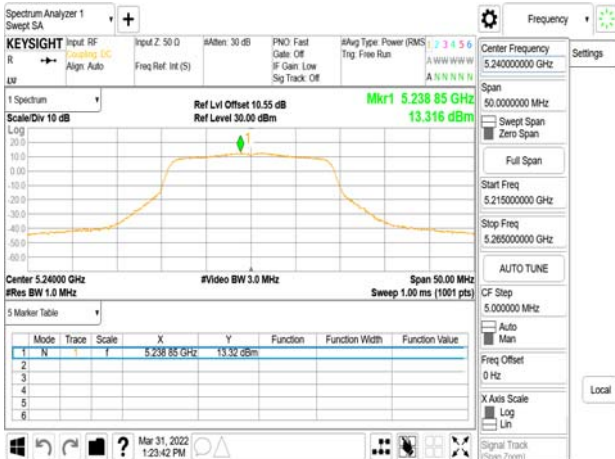 Spectrum Analyzer 1
Swept SA
+
Frequency
KEYSIGHT
R
LXI
Input: RF
Coupling: DC
Align: Auto
Input Z: 50 Ω
Freq Ref: Int (S)
#Atten: 30 dB
PNO: Fast
Gate: Off
IF Gain: Low
Sig Track: Off
#Avg Type: Power (RMS
Trig: Free Run
1 2 3 4 5 6
A WW WW W
A N N N N N
1 Spectrum
Scale/Div 10 dB
Log
Ref Lvl Offset 10.55 dB
Ref Level 30.00 dBm
Mkr1 5.238 85 GHz
13.316 dBm
1
20.0
10.0
0.00
-10.0
-20.0
-30.0
-40.0
-50.0
-60.0
Center 5.24000 GHz
#Res BW 1.0 MHz
#Video BW 3.0 MHz
Span 50.00 MHz
Sweep 1.00 ms (1001 pts)
5 Marker Table
Mode Trace Scale X Y Function Function Width Function Value
1 N 1 f 5.238 85 GHz 13.32 dBm
2
3
4
5
6
Mar 31, 2022
1:23:42 PM
?
Center Frequency
5.240000000 GHz
Span
50.0000000 MHz
Swept Span
Zero Span
Full Span
Start Freq
5.215000000 GHz
Stop Freq
5.265000000 GHz
AUTO TUNE
CF Step
5.000000 MHz
Auto
Man
Freq Offset
0 Hz
X Axis Scale
Log
Lin
Signal Track
(Span Zoom)
Settings
Local